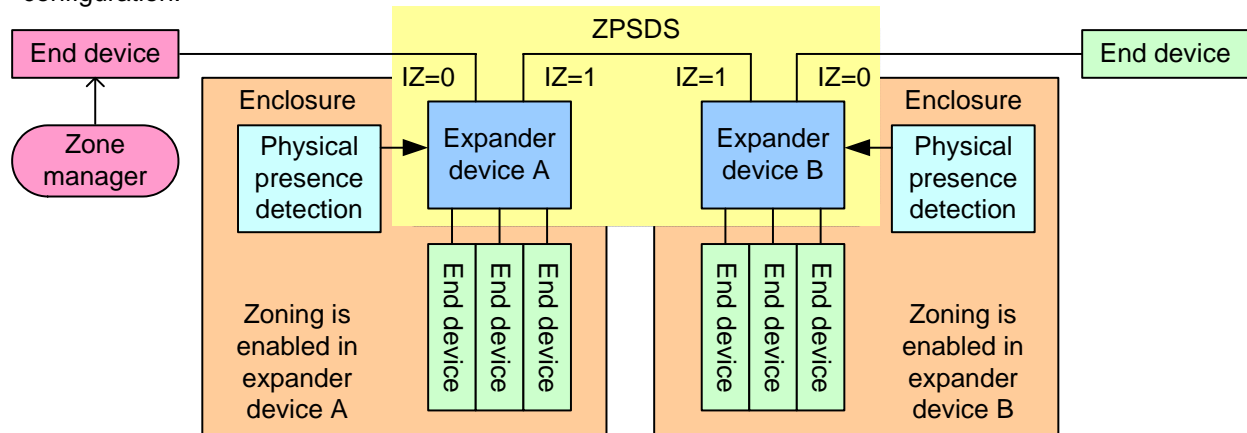 configuration.
ZPSDS
End device
End device
IZ=0
IZ=1
IZ=1
IZ=0
Enclosure
Enclosure
Zone
manager
Physical
presence
detection
Expander
device A
Expander
device B
Physical
presence
detection
End device
End device
End device
End device
End device
End device
Zoning is
enabled in
expander
device A
Zoning is
enabled in
expander
device B